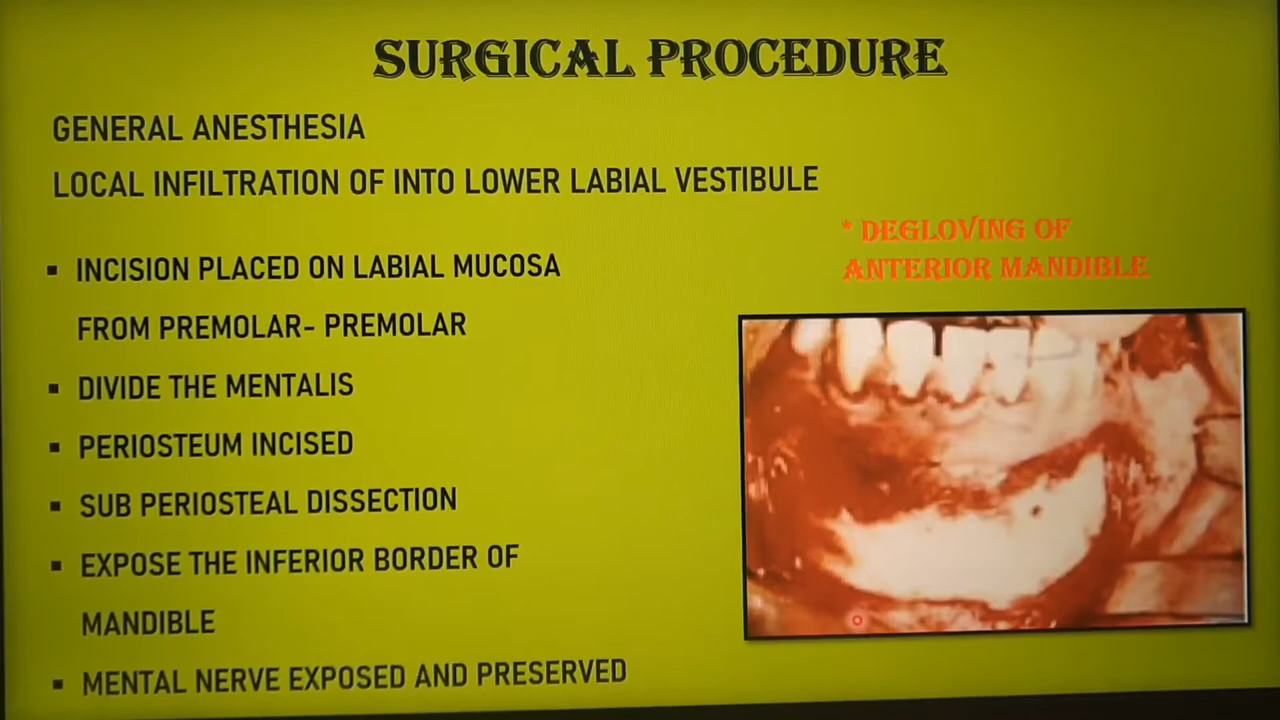 SURGICAL PROCEDURE
GENERAL ANESTHESIA
LOCAL INFILTRATION OF INTO LOWER LABIAL VESTIBULE
* DEGLOVING OF
ANTERIOR MANDIBLE
▪ INCISION PLACED ON LABIAL MUCOSA
FROM PREMOLAR- PREMOLAR
▪ DIVIDE THE MENTALIS
▪ PERIOSTEUM INCISED
▪ SUB PERIOSTEAL DISSECTION
▪ EXPOSE THE INFERIOR BORDER OF
MANDIBLE
▪ MENTAL NERVE EXPOSED AND PRESERVED